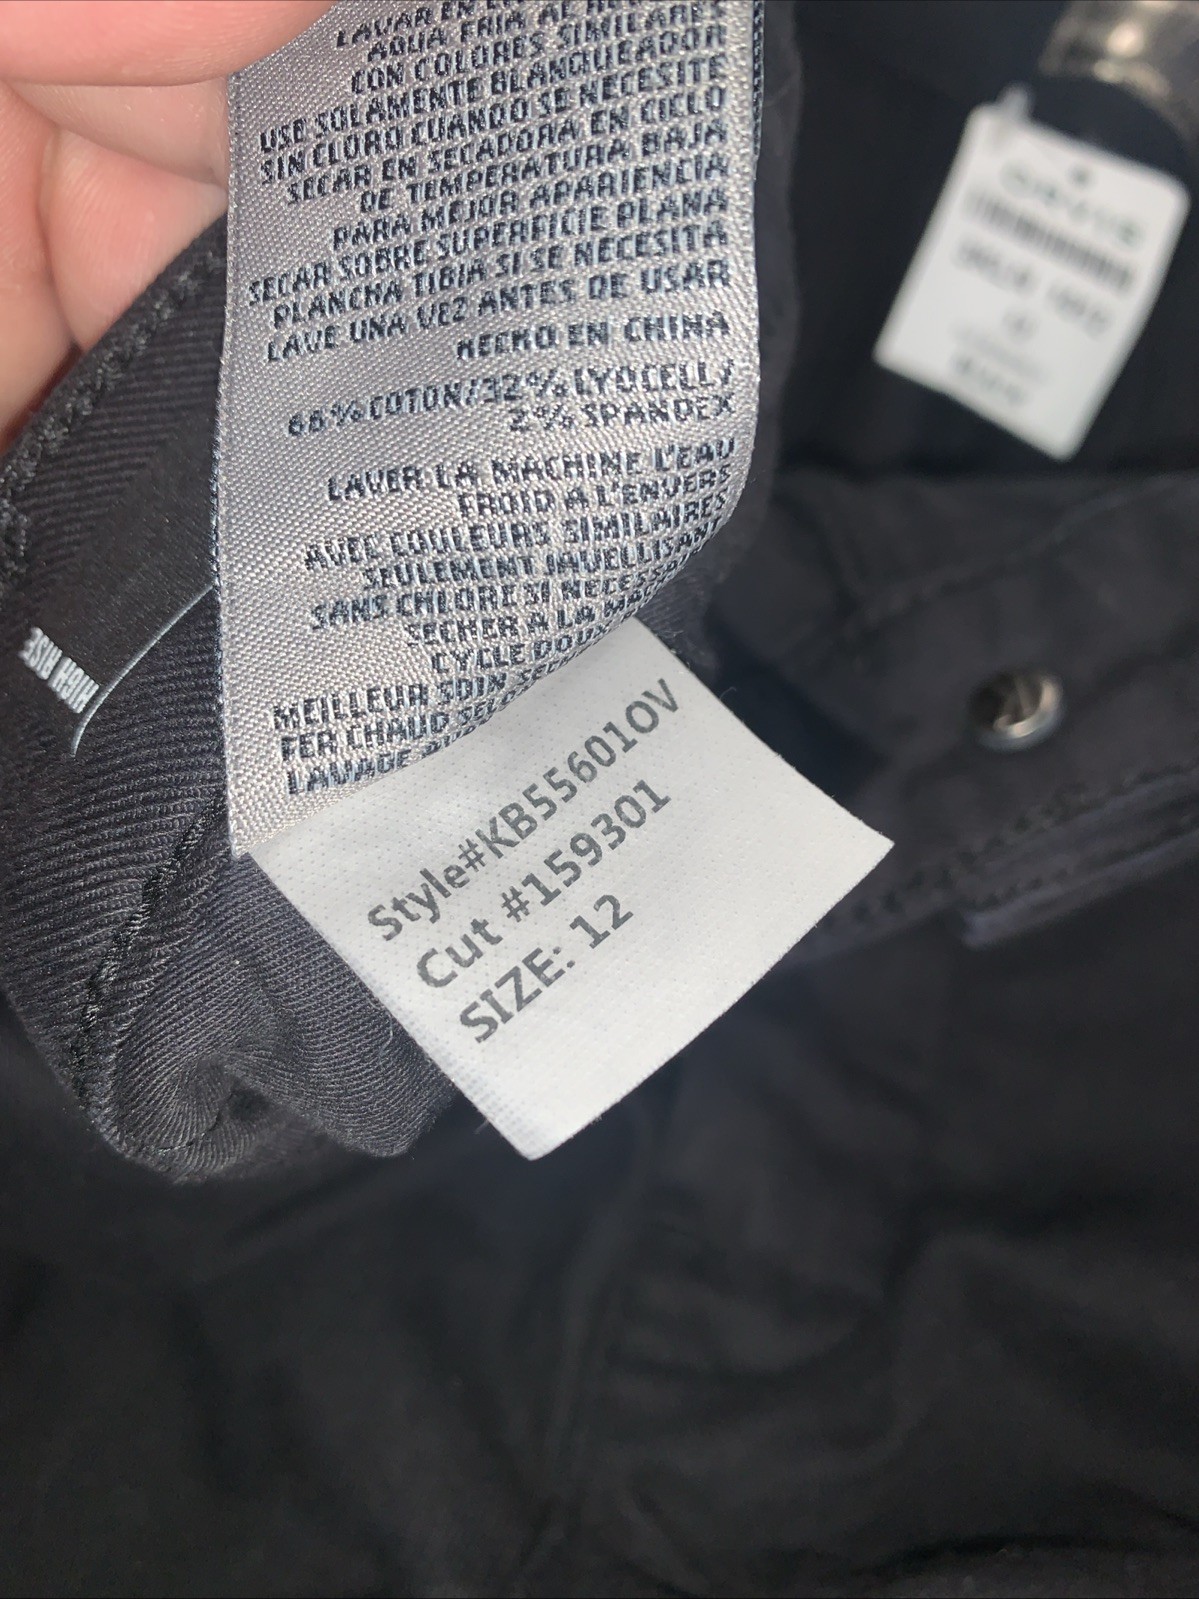 LAVAR EN
AGUA FRIA AL
CON COLORES SIMILARES
USE SOLAMENTE BLANQUEADOR
SIN CLORO CUANDO SE NECESITE
SECAR EN SECADORA EN CICLO
DE TEMPERATURA BAJA
PARA MEJOR APARIENCIA
SECAR SOBRE SUPERFICIE PLANA
PLANCHA TIBIA SI SE NECESITA
LAVE UNA VEZ ANTES DE USAR
HECHO EN CHINA
66% COTON/32% LYOCELL/
2% SPANDEX
LAVER LA MACHINE L'EAU
FROID A L'ENVERS
AVEC COULEURS SIMILAIRES
SEULEMENT JAVELLISANT
SANS CHLORE SI
SECHER A LA
CYCLE DOUX
MEILLEUR SOIN
FER CHAUD
LAVAGE
Style#KB55601OV
Cut #159301
SIZE: 12
HIGH RISE
ORVIS